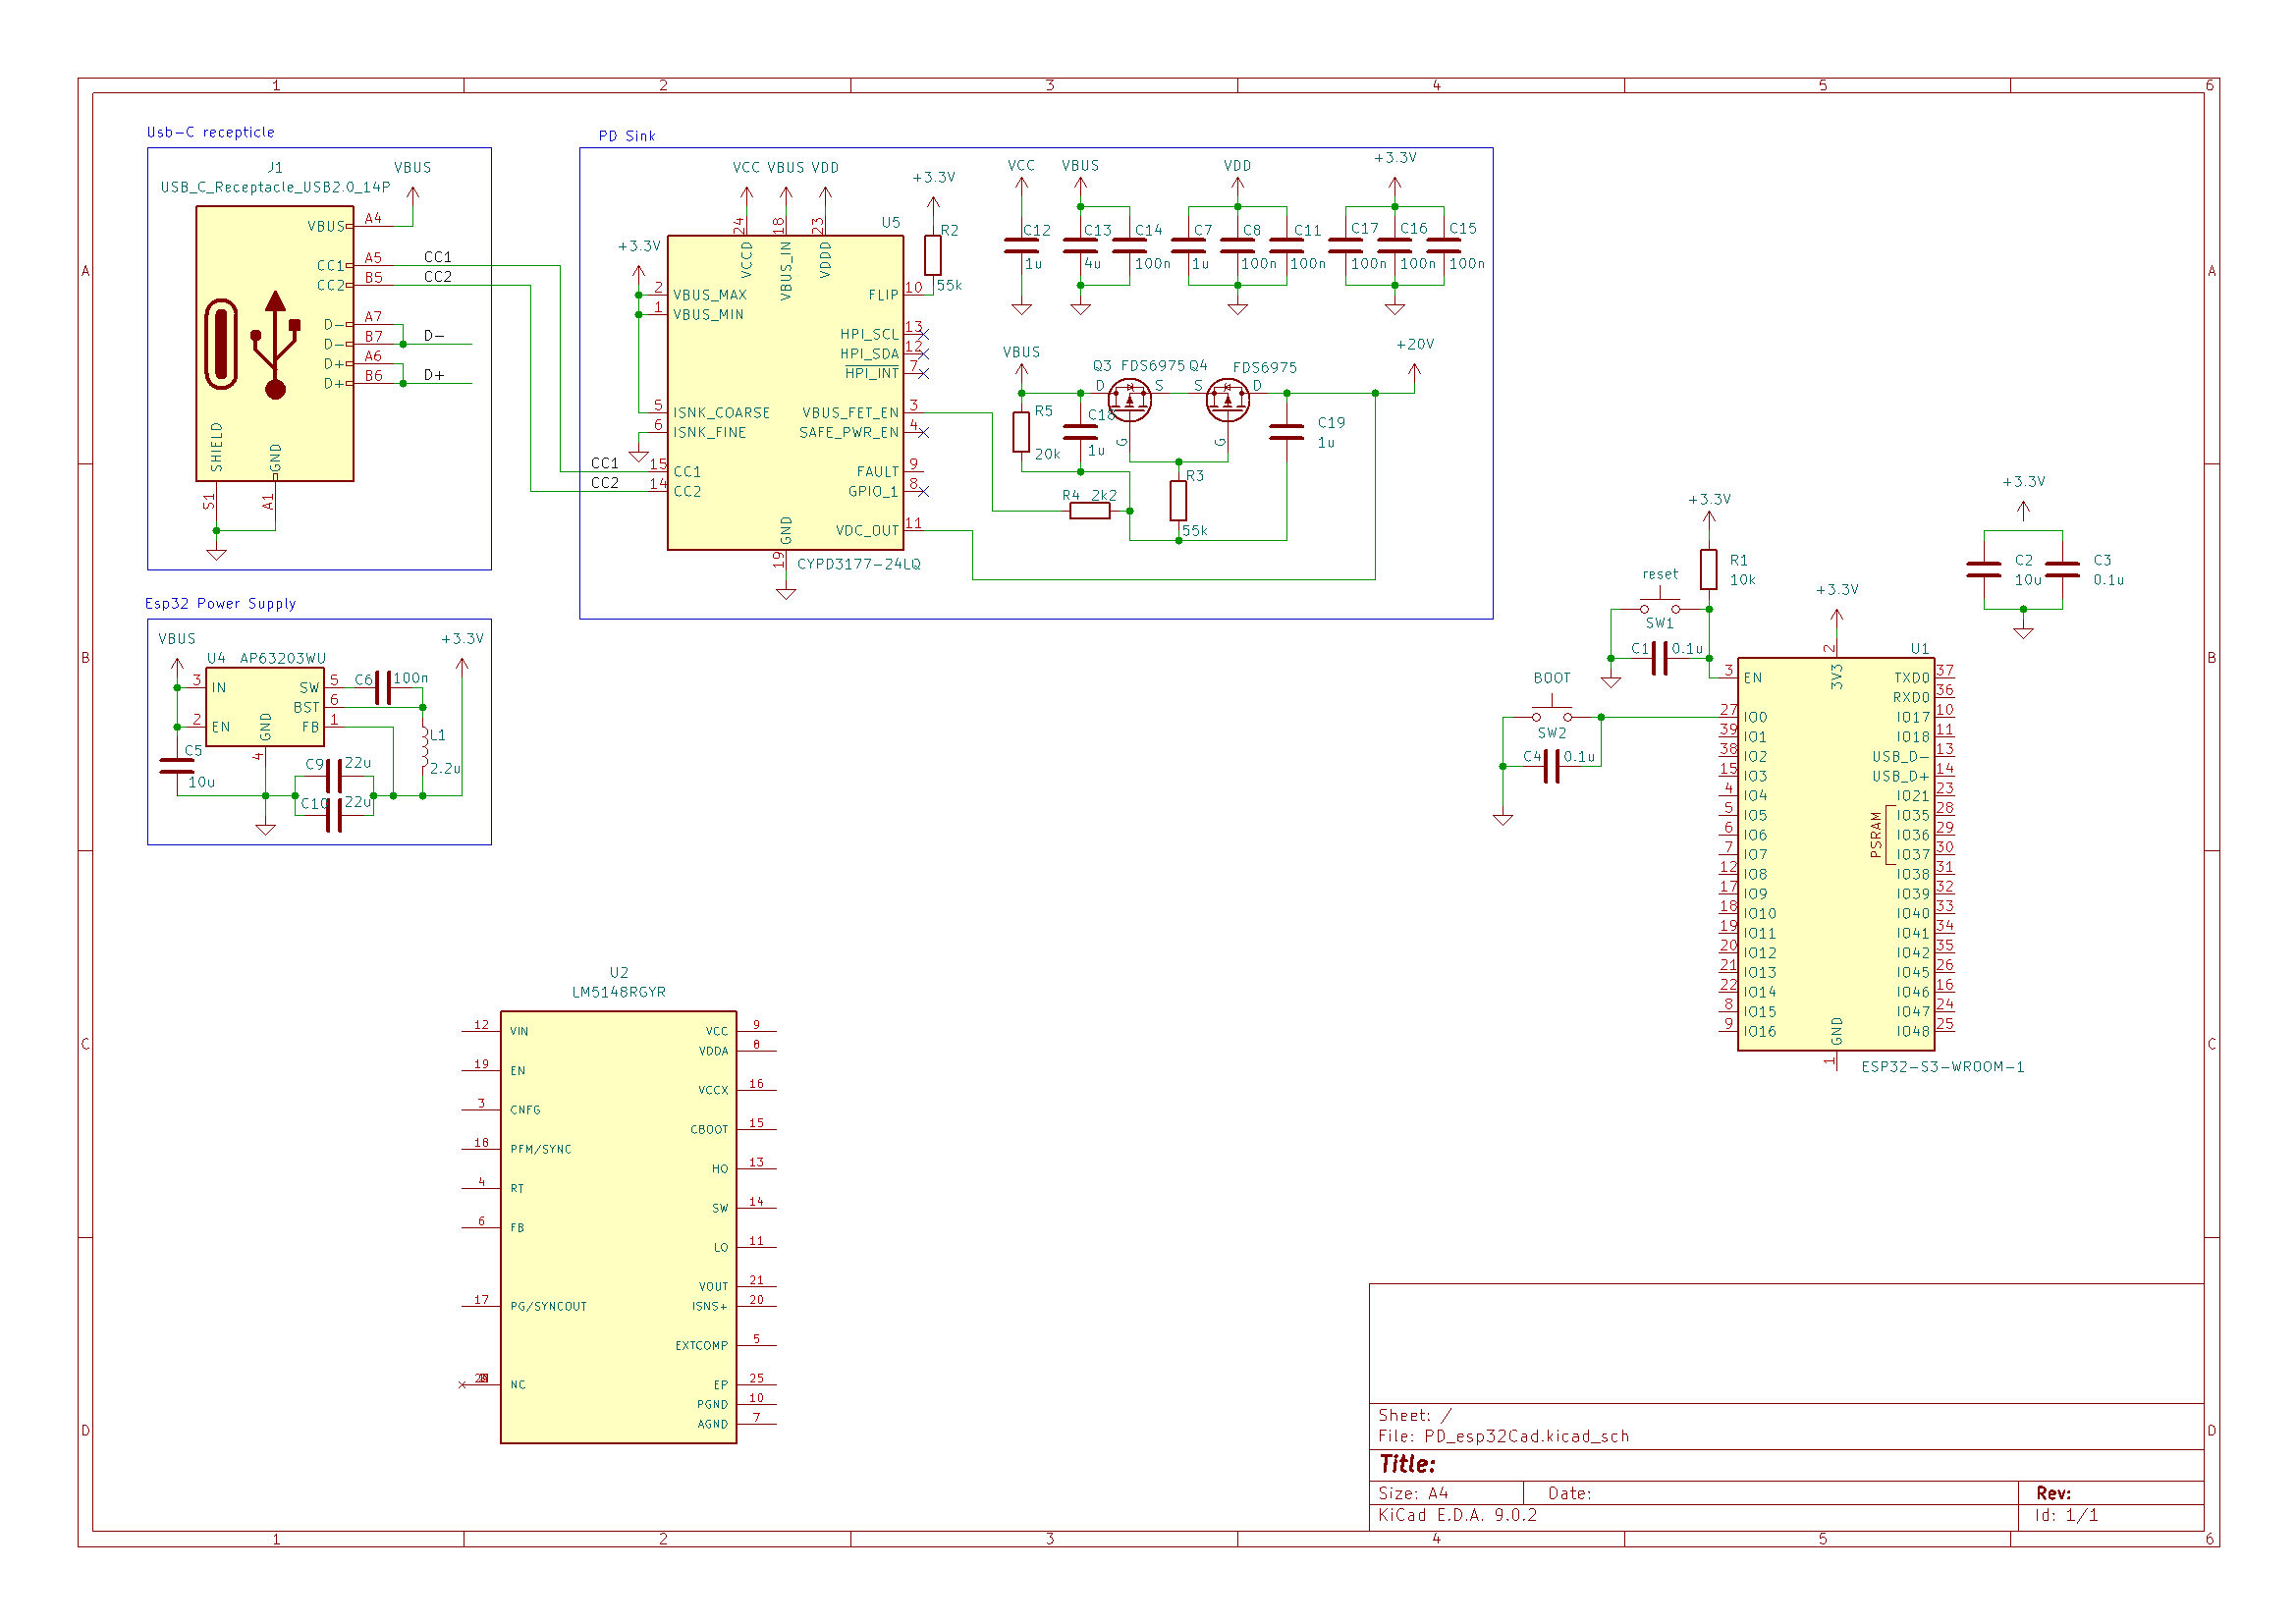 1 2 3 4 5 6
A
B
C
D
A
B
C
D
Usb-C recepticle
J1
USB_C_Receptacle_USB2.0_14P
VBUS
VBUS A4
CC1 A5 CC1
CC2 B5 CC2
D- A7
D- B7 D-
D+ A6
D+ B6 D+
SHIELD
GND
S1
A1
PD Sink
VCC VBUS VDD
+3.3V
24 18 23
VCCD
VBUS_IN
VDDD
U5
+3.3V
R2
55k
2 VBUS_MAX
1 VBUS_MIN
5 ISNK_COARSE
6 ISNK_FINE
CC1 15 CC1
CC2 14 CC2
FLIP 10
HPI_SCL 13
HPI_SDA 12
HPI_INT 7
VBUS_FET_EN 3
SAFE_PWR_EN 4
FAULT 9
GPIO_1 8
VDC_OUT 11
GND
19
CYPD3177-24LQ
VCC VBUS VDD +3.3V
C12 C13 C14 C7 C8 C11 C17 C16 C15
1u 4u 100n 1u 100n 100n 100n 100n 100n
VBUS
Q3 FDS6975 Q4 FDS6975
+20V
D S S D
G G
R5
20k
C18
1u
C19
1u
R3
55k
R4 2k2
Esp32 Power Supply
VBUS
+3.3V
U4 AP63203WU
3 IN
2 EN
SW 5
BST 6
FB 1
GND
4
C6 100n
L1
2.2u
C5
10u
C9 22u
C10 22u
+3.3V
R1
10k
reset
SW1
C1 0.1u
BOOT
SW2
C4 0.1u
+3.3V
C2
10u
C3
0.1u
+3.3V
2
3V3
U1
3 EN
27 IO0
39 IO1
38 IO2
15 IO3
4 IO4
5 IO5
6 IO6
7 IO7
12 IO8
17 IO9
18 IO10
19 IO11
20 IO12
21 IO13
22 IO14
8 IO15
9 IO16
TXD0 37
RXD0 36
IO17 10
IO18 11
USB_D- 13
USB_D+ 14
IO21 23
IO35 28
IO36 29
IO37 30
IO38 31
IO39 32
IO40 33
IO41 34
IO42 35
IO45 26
IO46 16
IO47 24
IO48 25
PSRAM
GND
1
ESP32-S3-WROOM-1
U2
LM5148RGYR
12 VIN
19 EN
3 CNFG
18 PFM/SYNC
4 RT
6 FB
17 PG/SYNCOUT
NC
VCC 9
VDDA 8
VCCX 16
CBOOT 15
HO 13
SW 14
LO 11
VOUT 21
ISNS+ 20
EXTCOMP 5
EP 25
PGND 10
AGND 7
Sheet: /
File: PD_esp32Cad.kicad_sch
Title:
Size: A4 Date: Rev:
KiCad E.D.A. 9.0.2 Id: 1/1
1 2 3 4 5 6